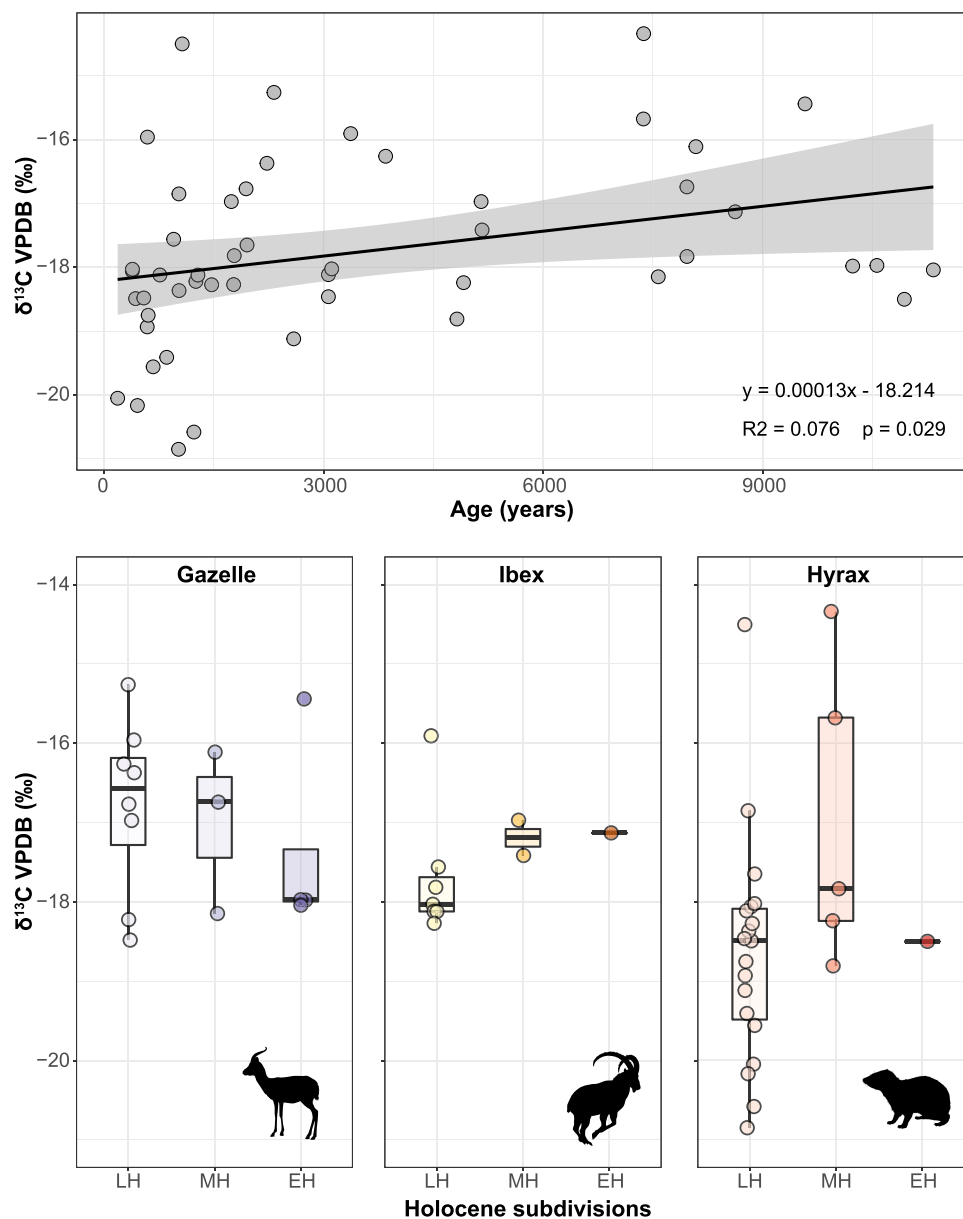 δ¹³C VPDB (‰)
−16
−18
−20
y = 0.00013x - 18.214
R2 = 0.076 p = 0.029
0 3000 6000 9000
Age (years)
Gazelle Ibex Hyrax
δ¹³C VPDB (‰)
−14
−16
−18
−20
LH MH EH LH MH EH LH MH EH
Holocene subdivisions